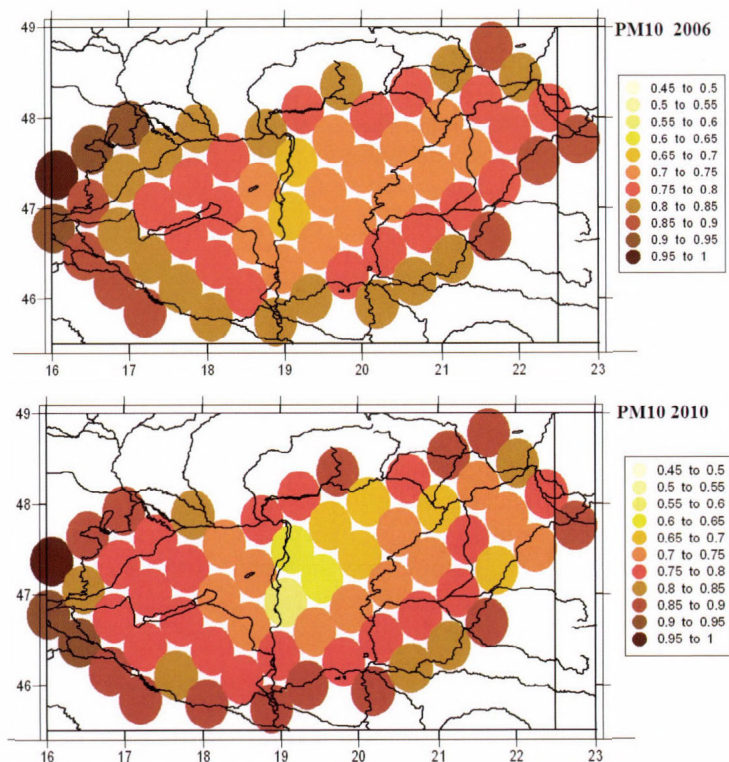 PM10 2006
49
48
47
46
16 17 18 19 20 21 22 23
0.45 to 0.5
0.5 to 0.55
0.55 to 0.6
0.6 to 0.65
0.65 to 0.7
0.7 to 0.75
0.75 to 0.8
0.8 to 0.85
0.85 to 0.9
0.9 to 0.95
0.95 to 1
PM10 2010
49
48
47
46
16 17 18 19 20 21 22 23
0.45 to 0.5
0.5 to 0.55
0.55 to 0.6
0.6 to 0.65
0.65 to 0.7
0.7 to 0.75
0.75 to 0.8
0.8 to 0.85
0.85 to 0.9
0.9 to 0.95
0.95 to 1